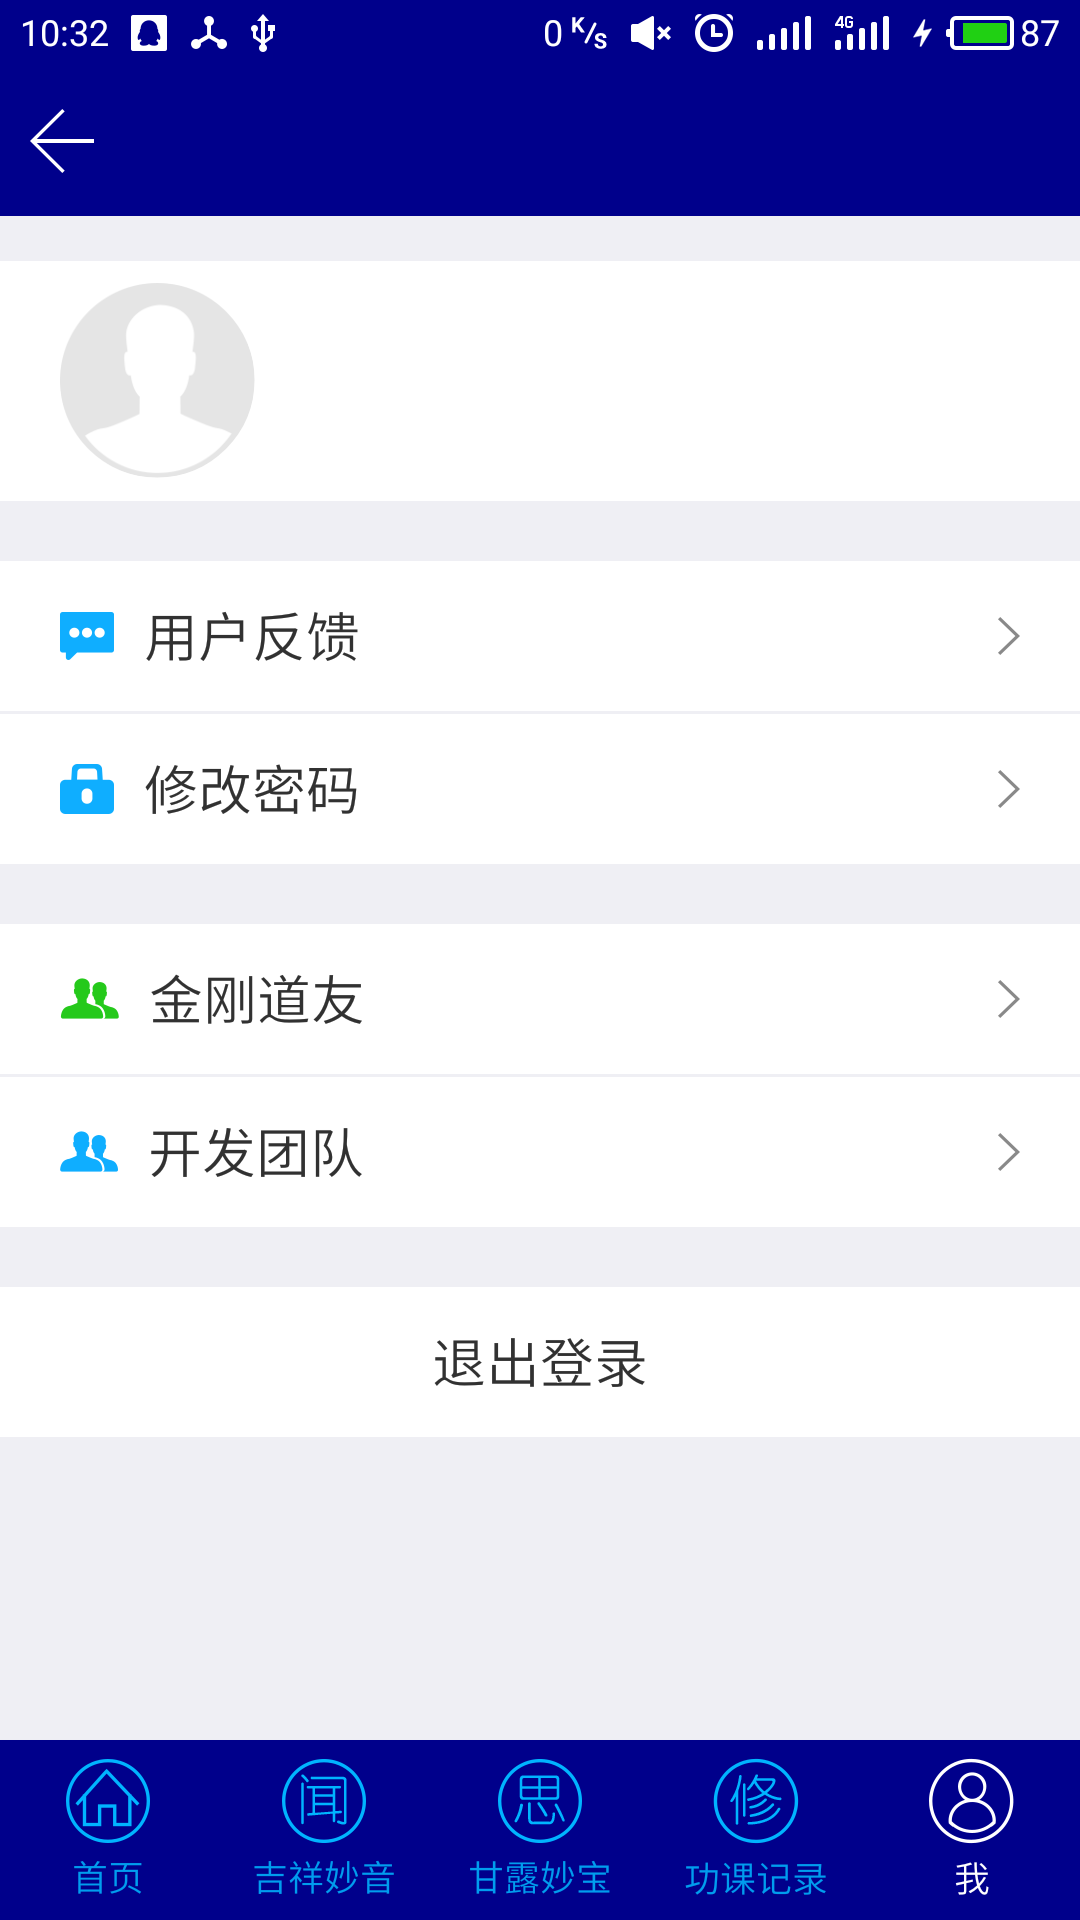 10:32 0 K/s 4G 87
用户反馈
修改密码
金刚道友
开发团队
退出登录
闻 思 修
首页 吉祥妙音 甘露妙宝 功课记录 我